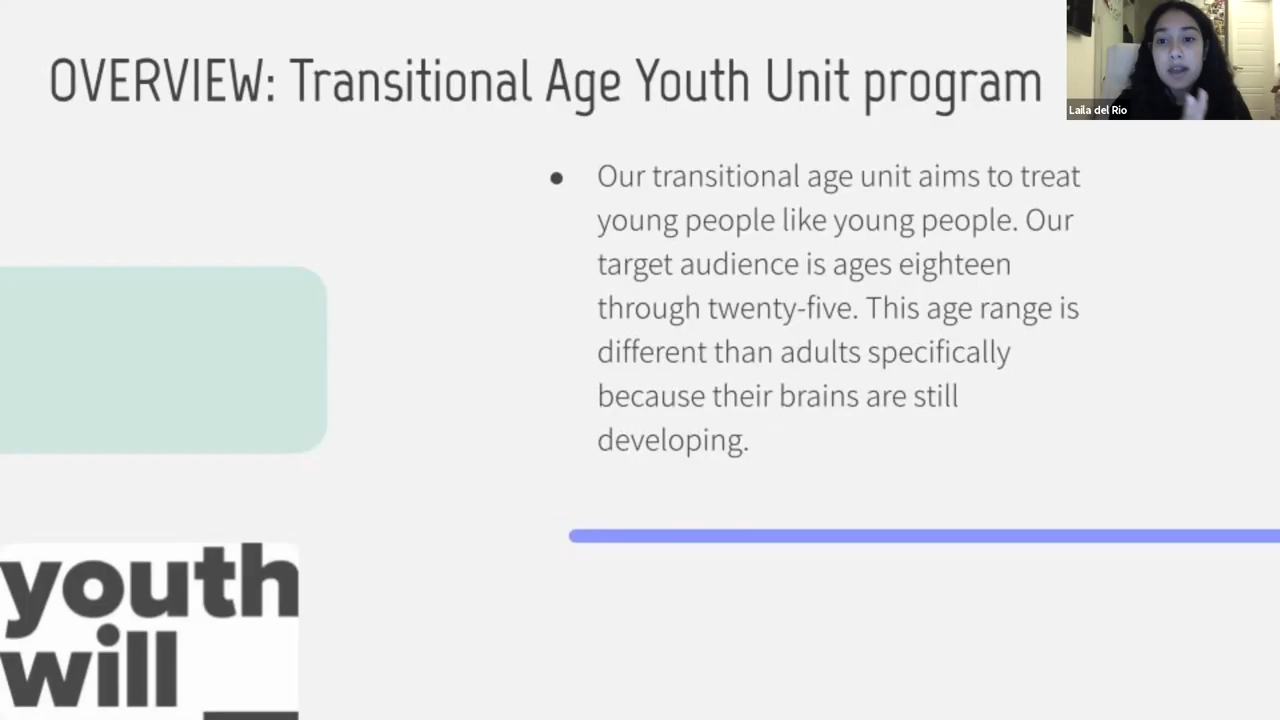 OVERVIEW: Transitional Age Youth Unit program
Laila del Rio
● Our transitional age unit aims to treat
young people like young people. Our
target audience is ages eighteen
through twenty-five. This age range is
different than adults specifically
because their brains are still
developing.
youth
will